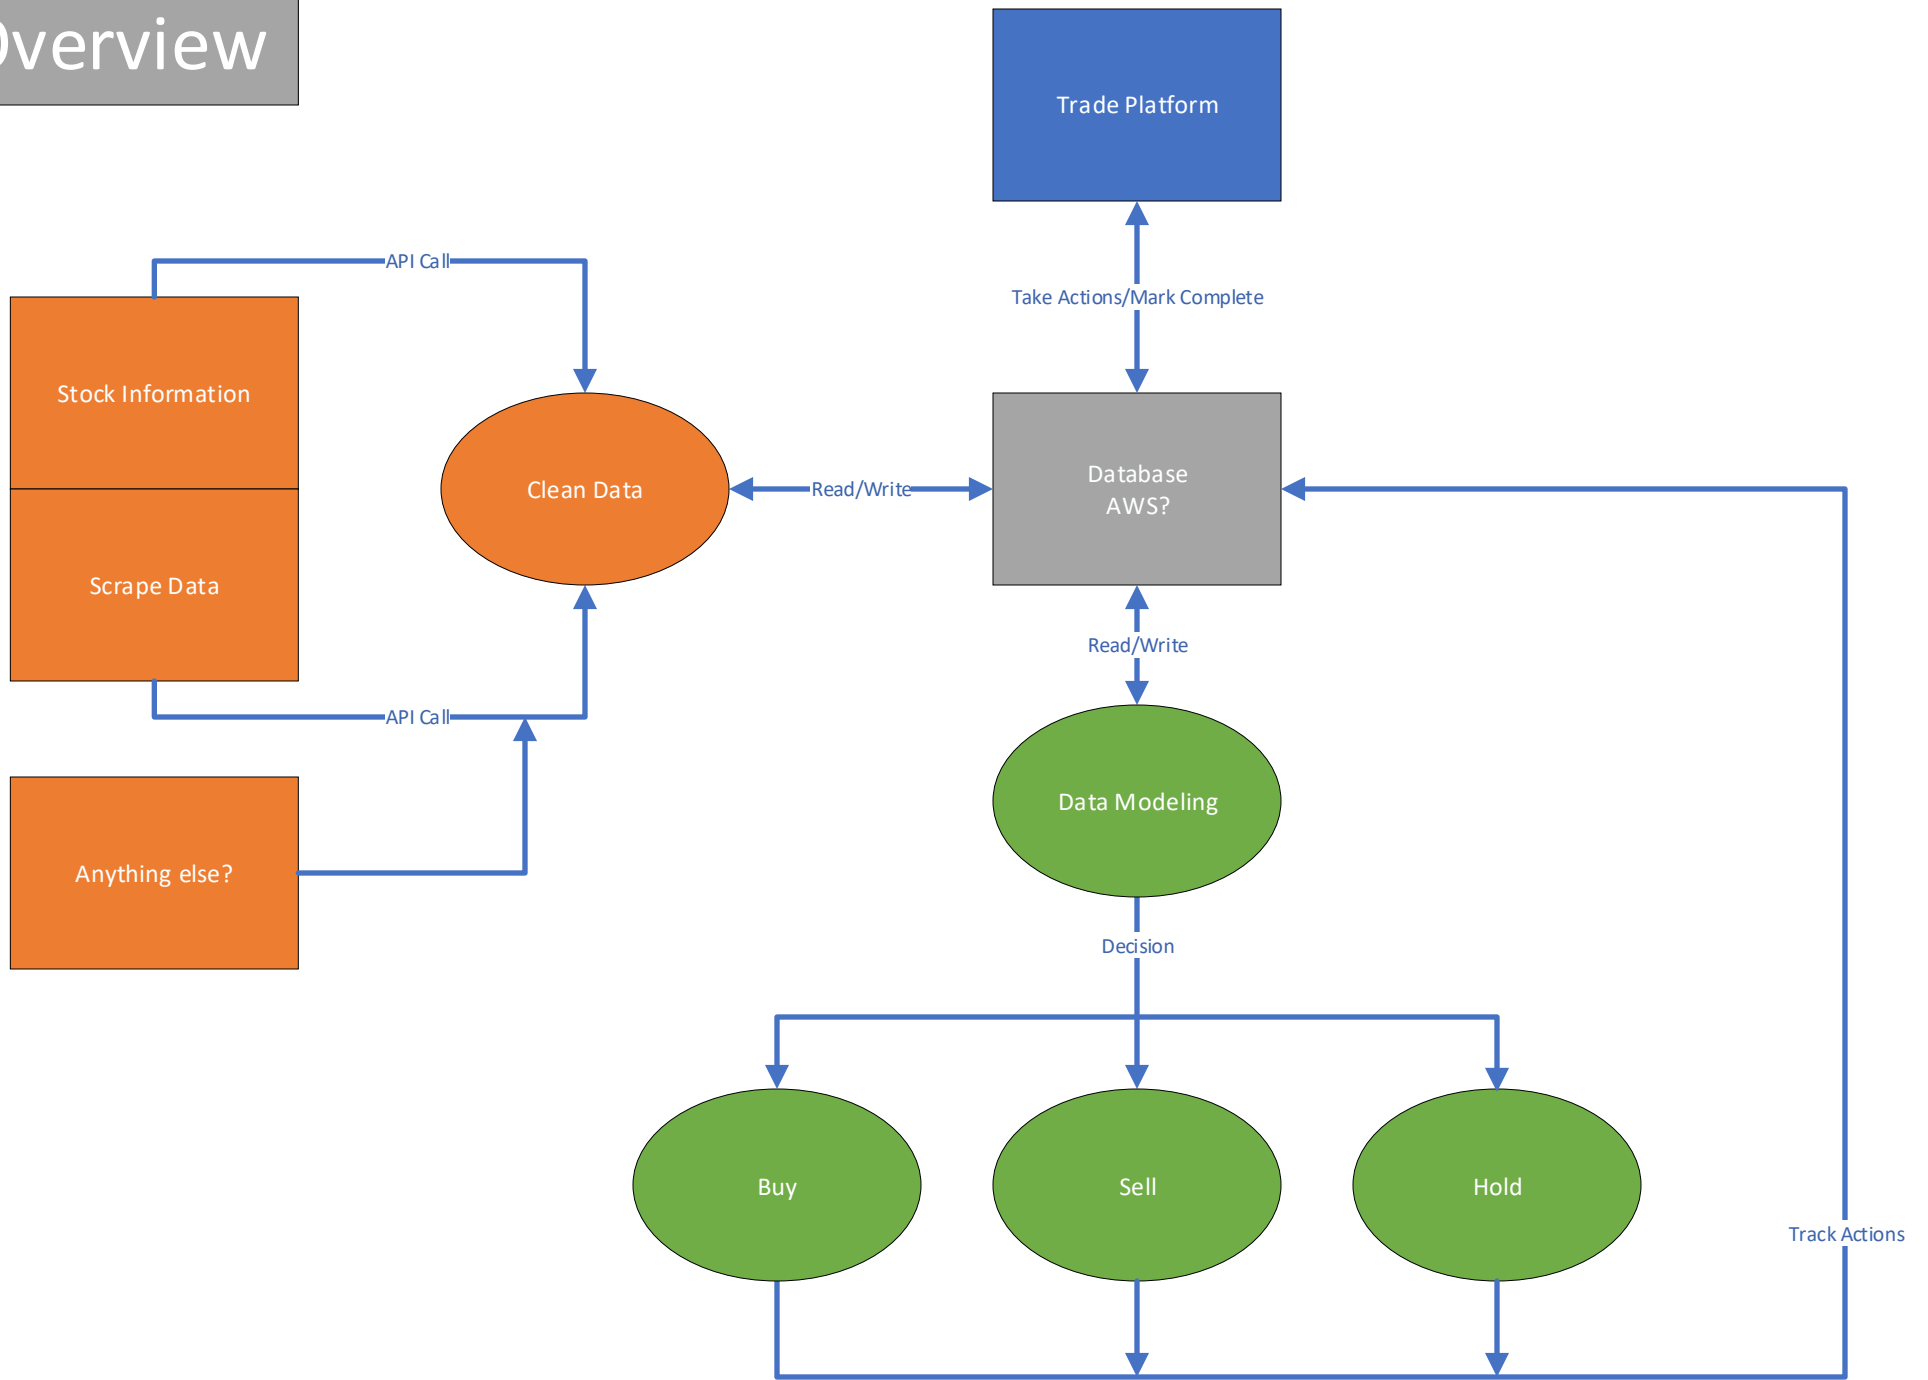 Overview
Trade Platform
API Call
Take Actions/Mark Complete
Stock Information
Clean Data
Read/Write
Database
AWS?
Scrape Data
Read/Write
API Call
Data Modeling
Anything else?
Decision
Buy
Sell
Hold
Track Actions